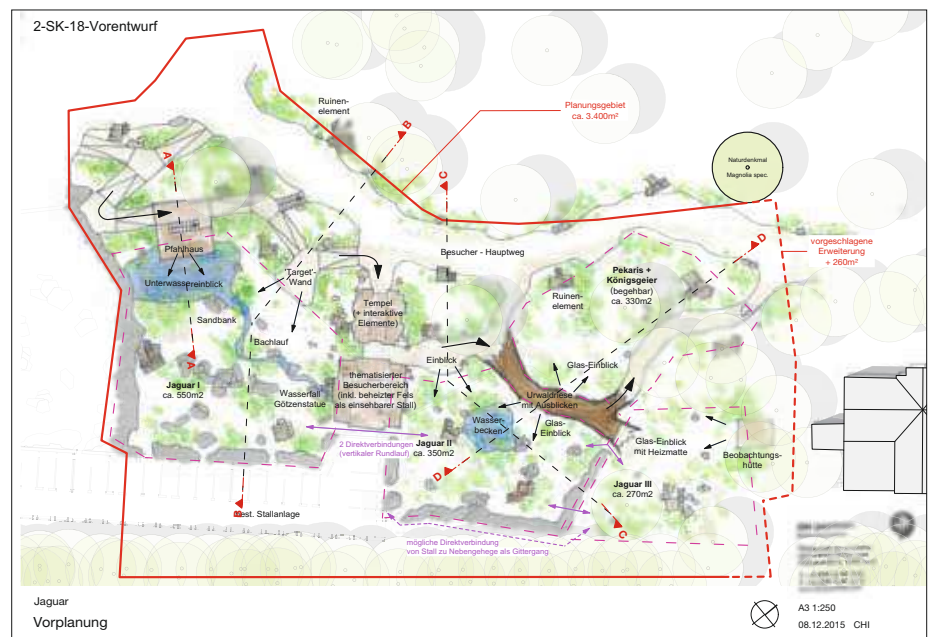 2-SK-18-Vorentwurf
Ruinen-
element
Planungsgebiet
ca. 3.400m²
B
A
C
Naturdenkmal
Magnolia spec.
D
vorgeschlagene
Erweiterung
+ 260m²
Besucher - Hauptweg
Pfahlhaus
Unterwassereinblick
'Target'-
Wand
Sandbank
Bachlauf
Tempel
(+ interaktive
Elemente)
Ruinen-
element
Pekaris +
Königsgeier
(begehbar)
ca. 330m2
A
Jaguar I
ca. 550m2
Wasserfall
Götzenstatue
thematisierter
Besucherbereich
(inkl. beheizter Fels
als einsehbarer Stall)
Einblick
Glas-Einblick
Urwaldriese
mit Ausblicken
Wasser-
becken
Glas-
Einblick
2 Direktverbindungen
(vertikaler Rundlauf)
Jaguar II
ca. 350m2
D
Glas-Einblick
mit Heizmatte
Beobachtungs-
hütte
Jaguar III
ca. 270m2
B
Best. Stallanlage
C
mögliche Direktverbindung
von Stall zu Nebengehege als Gittergang
Jaguar
Vorplanung
A3 1:250
08.12.2015 CHI